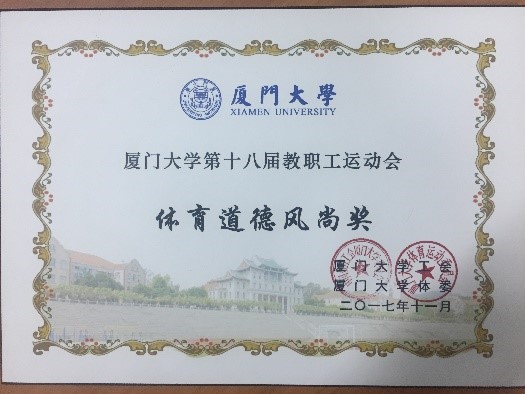 厦門大學
XIAMEN UNIVERSITY
厦门大学第十八届教职工运动会
体育道德风尚奖
厦门大学工会
厦门大学体委
二〇一七年十一月